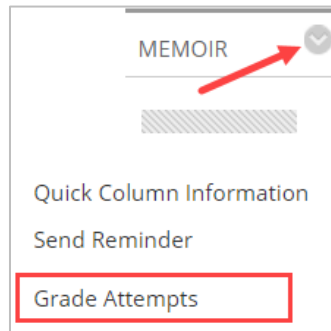 MEMOIR
Quick Column Information
Send Reminder
Grade Attempts